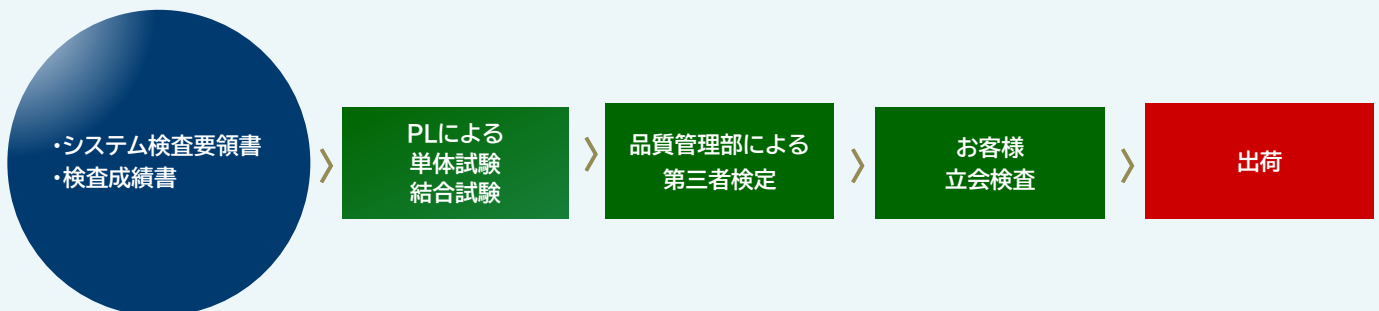 ・システム検査要領書
・検査成績書
PLによる
単体試験
結合試験
品質管理部による
第三者検定
お客様
立会検査
出荷